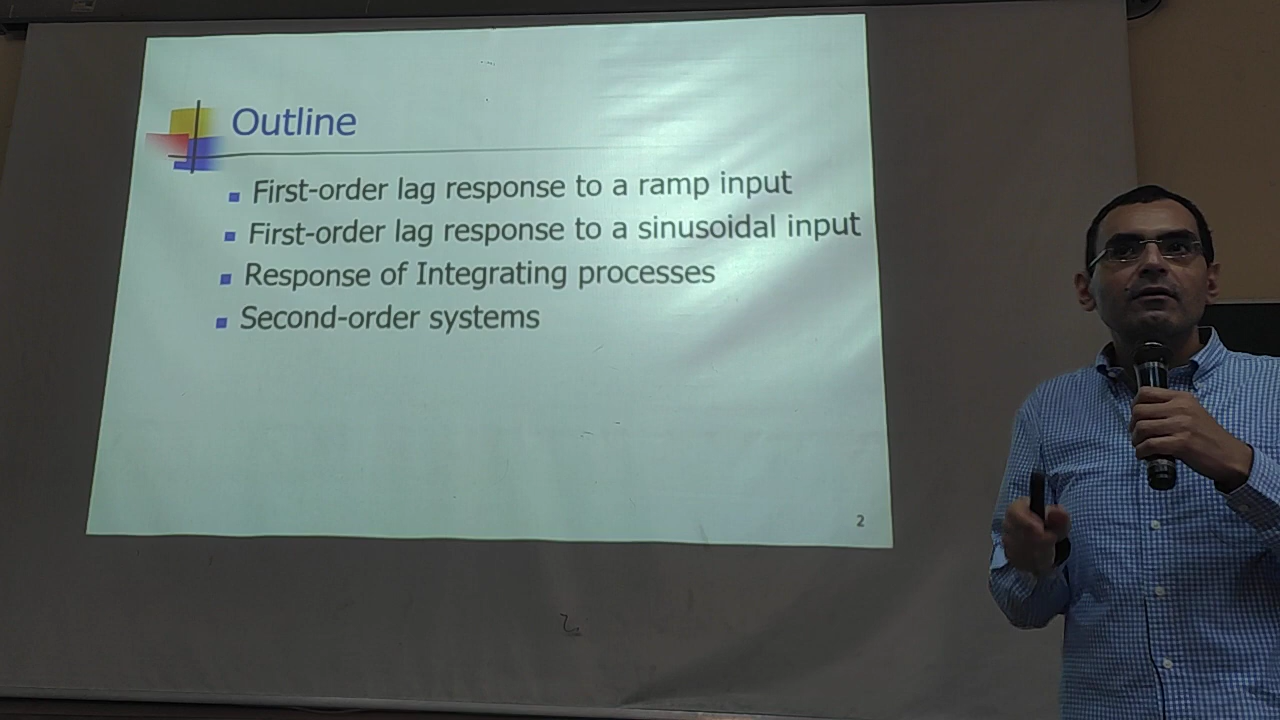 Outline
First-order lag response to a ramp input
First-order lag response to a sinusoidal input
Response of Integrating processes
Second-order systems
2